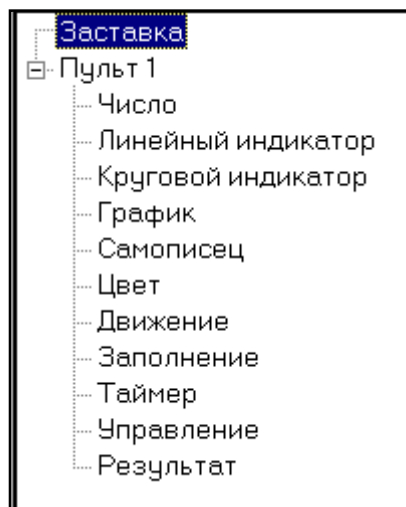 Заставка
Пульт 1
Число
Линейный индикатор
Круговой индикатор
График
Самописец
Цвет
Движение
Заполнение
Таймер
Управление
Результат